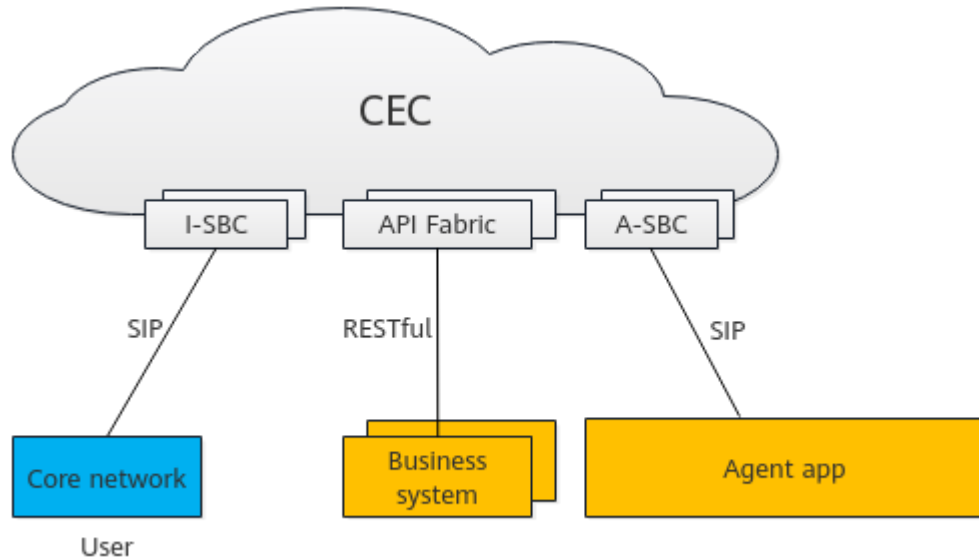 CEC
I-SBC
API Fabric
A-SBC
SIP
RESTful
SIP
Core network
Business
system
Agent app
User